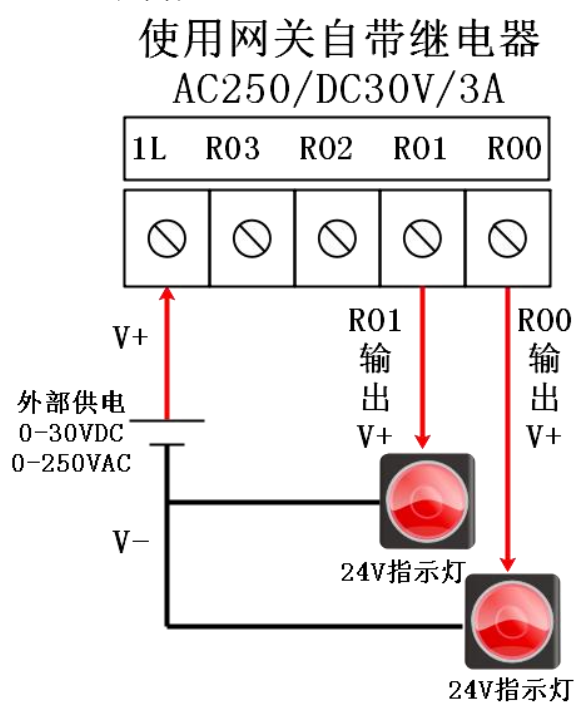 使用网关自带继电器
AC250/DC30V/3A
1L RO3 RO2 RO1 RO0
V+
外部供电
0-30VDC
0-250VAC
V-
RO1
输
出
V+
RO0
输
出
V+
24V指示灯
24V指示灯